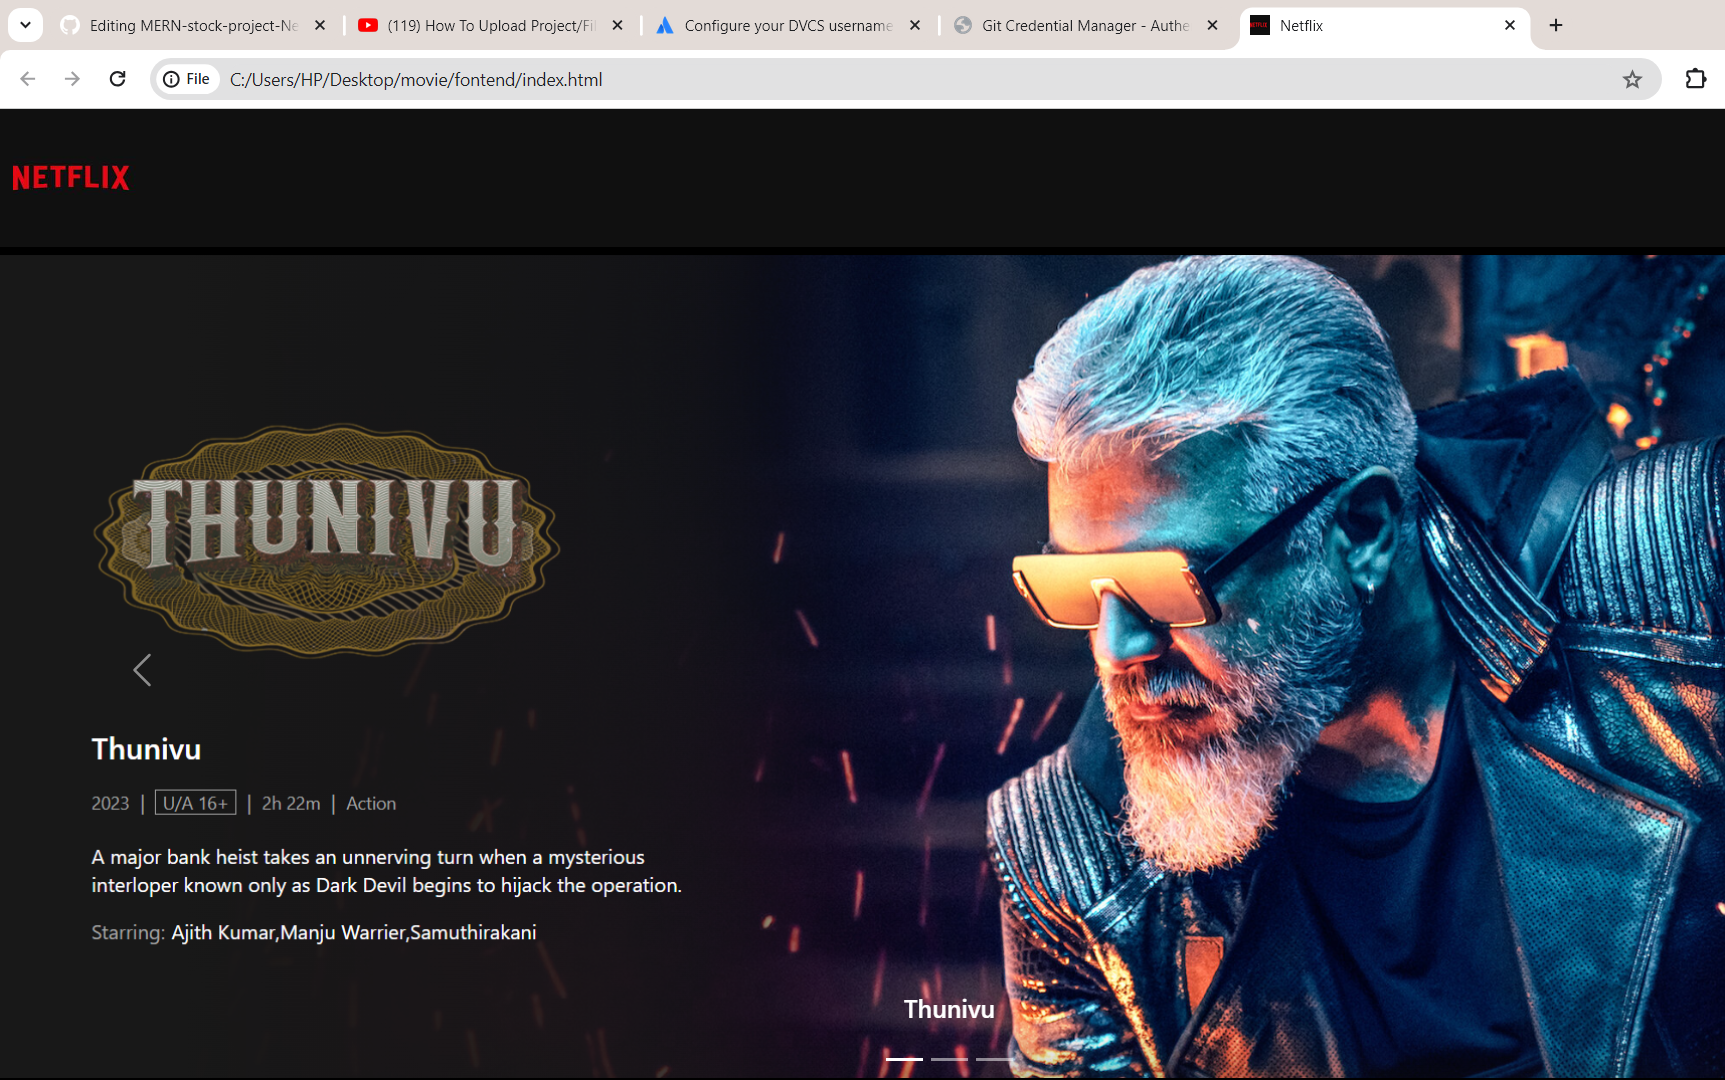 Editing MERN-stock-project-Ne
(119) How To Upload Project/Fil
Configure your DVCS username
Git Credential Manager - Authe
Netflix
File
C:/Users/HP/Desktop/movie/fontend/index.html
NETFLIX
THUNIVU
Thunivu
2023 | U/A 16+ | 2h 22m | Action
A major bank heist takes an unnerving turn when a mysterious
interloper known only as Dark Devil begins to hijack the operation.
Starring: Ajith Kumar,Manju Warrier,Samuthirakani
Thunivu